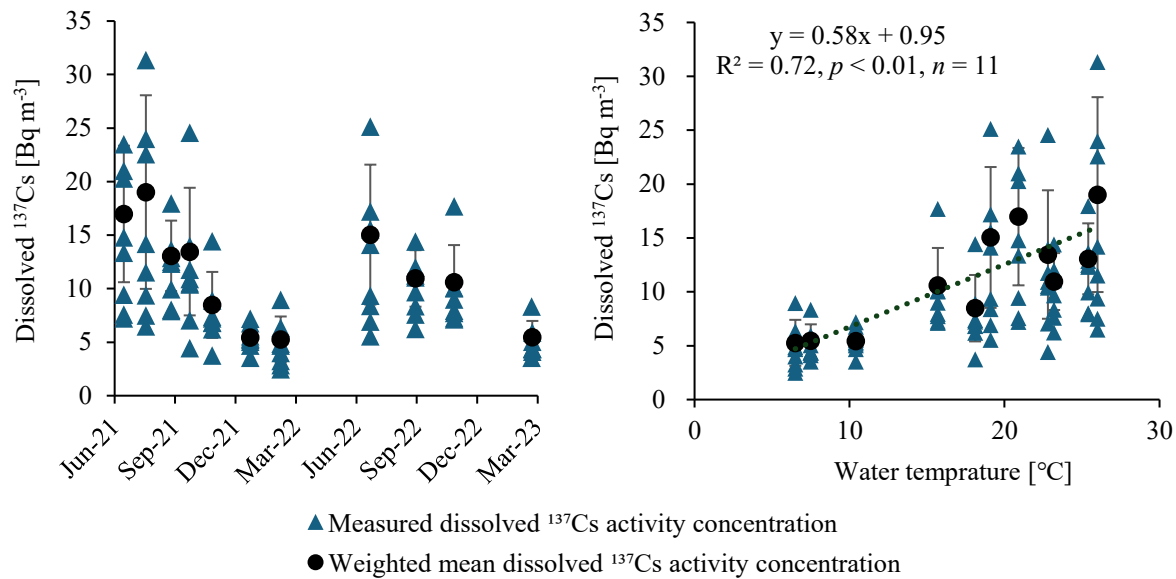 35
30
25
20
15
10
5
0
Dissolved ¹³⁷Cs [Bq m⁻³]
Jun-21
Sep-21
Dec-21
Mar-22
Jun-22
Sep-22
Dec-22
Mar-23
y = 0.58x + 0.95
R² = 0.72, p < 0.01, n = 11
35
30
25
20
15
10
5
0
Dissolved ¹³⁷Cs [Bq m⁻³]
0 10 20 30
Water temprature [°C]
Measured dissolved ¹³⁷Cs activity concentration
Weighted mean dissolved ¹³⁷Cs activity concentration